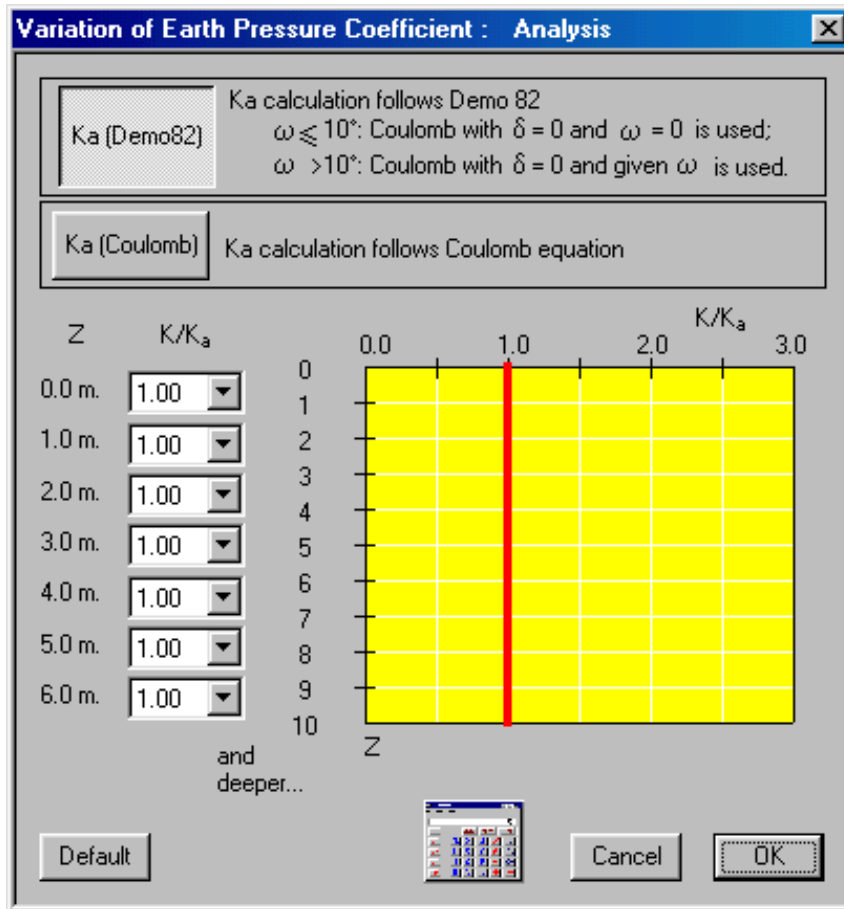 Variation of Earth Pressure Coefficient : Analysis
Ka (Demo82)
Ka calculation follows Demo 82
ω ⩽ 10°: Coulomb with δ = 0 and ω = 0 is used;
ω >10°: Coulomb with δ = 0 and given ω is used.
Ka (Coulomb)
Ka calculation follows Coulomb equation
Z K/Ka
0.0 m. 1.00
1.0 m. 1.00
2.0 m. 1.00
3.0 m. 1.00
4.0 m. 1.00
5.0 m. 1.00
6.0 m. 1.00
and
deeper...
K/Ka
0.0 1.0 2.0 3.0
0
1
2
3
4
5
6
7
8
9
10
Z
Default
Cancel
OK